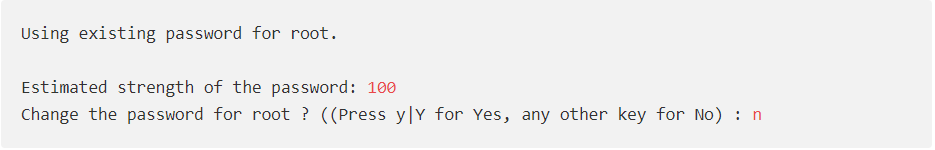 Using existing password for root.
Estimated strength of the password: 100
Change the password for root ? ((Press y|Y for Yes, any other key for No) : n